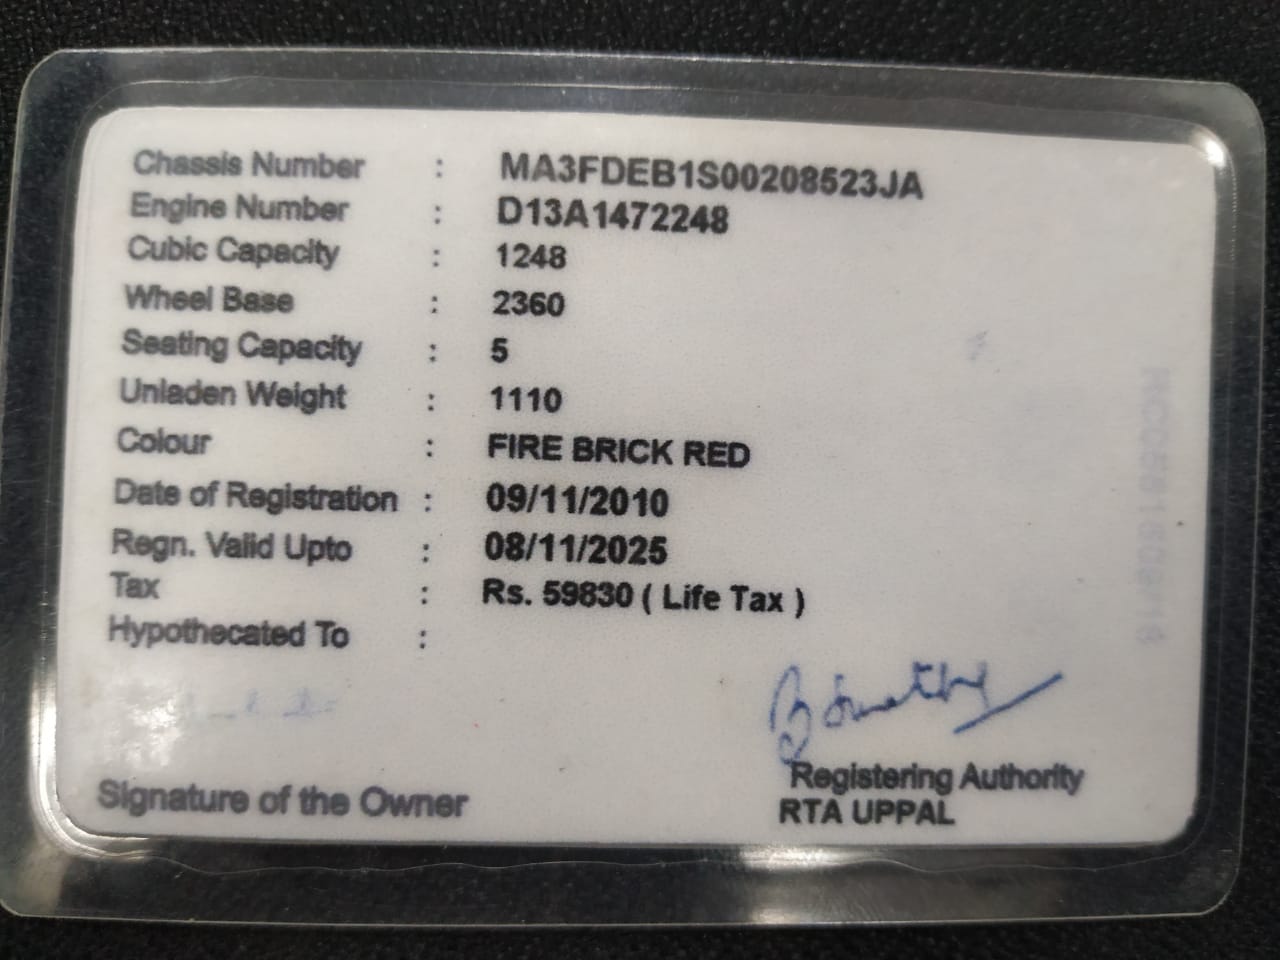 Chassis Number : MA3FDEB1S00208523JA
Engine Number : D13A1472248
Cubic Capacity : 1248
Wheel Base : 2360
Seating Capacity : 5
Unladen Weight : 1110
Colour : FIRE BRICK RED
Date of Registration : 09/11/2010
Regn. Valid Upto : 08/11/2025
Tax : Rs. 59830 ( Life Tax )
Hypothecated To :
Signature of the Owner
Registering Authority
RTA UPPAL